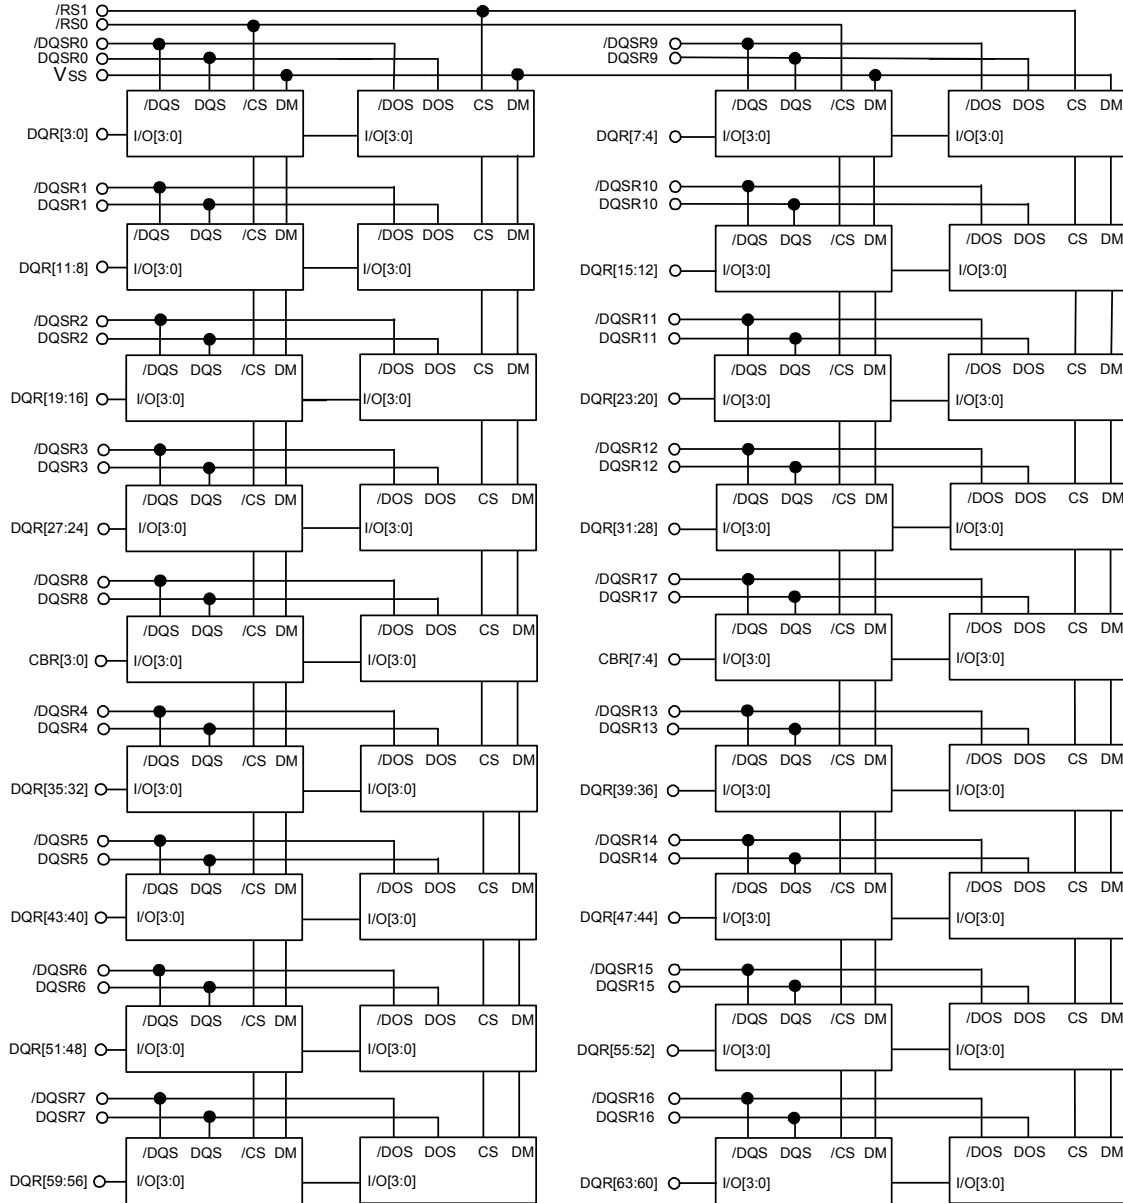 /RS1
/RS0
/DQSR0 /DQSR9
DQSR0 DQSR9
VSS
/DQS DQS /CS DM /DOS DOS CS DM /DQS DQS /CS DM /DOS DOS CS DM
DQR[3:0] I/O[3:0] I/O[3:0] DQR[7:4] I/O[3:0] I/O[3:0]
/DQSR1 /DQSR10
DQSR1 DQSR10
/DQS DQS /CS DM /DOS DOS CS DM /DQS DQS /CS DM /DOS DOS CS DM
DQR[11:8] I/O[3:0] I/O[3:0] DQR[15:12] I/O[3:0] I/O[3:0]
/DQSR2 /DQSR11
DQSR2 DQSR11
/DQS DQS /CS DM /DOS DOS CS DM /DQS DQS /CS DM /DOS DOS CS DM
DQR[19:16] I/O[3:0] I/O[3:0] DQR[23:20] I/O[3:0] I/O[3:0]
/DQSR3 /DQSR12
DQSR3 DQSR12
/DQS DQS /CS DM /DOS DOS CS DM /DQS DQS /CS DM /DOS DOS CS DM
DQR[27:24] I/O[3:0] I/O[3:0] DQR[31:28] I/O[3:0] I/O[3:0]
/DQSR8 /DQSR17
DQSR8 DQSR17
/DQS DQS /CS DM /DOS DOS CS DM /DQS DQS /CS DM /DOS DOS CS DM
CBR[3:0] I/O[3:0] I/O[3:0] CBR[7:4] I/O[3:0] I/O[3:0]
/DQSR4 /DQSR13
DQSR4 DQSR13
/DQS DQS /CS DM /DOS DOS CS DM /DQS DQS /CS DM /DOS DOS CS DM
DQR[35:32] I/O[3:0] I/O[3:0] DQR[39:36] I/O[3:0] I/O[3:0]
/DQSR5 /DQSR14
DQSR5 DQSR14
/DQS DQS /CS DM /DOS DOS CS DM /DQS DQS /CS DM /DOS DOS CS DM
DQR[43:40] I/O[3:0] I/O[3:0] DQR[47:44] I/O[3:0] I/O[3:0]
/DQSR6 /DQSR15
DQSR6 DQSR15
/DQS DQS /CS DM /DOS DOS CS DM /DQS DQS /CS DM /DOS DOS CS DM
DQR[51:48] I/O[3:0] I/O[3:0] DQR[55:52] I/O[3:0] I/O[3:0]
/DQSR7 /DQSR16
DQSR7 DQSR16
/DQS DQS /CS DM /DOS DOS CS DM /DQS DQS /CS DM /DOS DOS CS DM
DQR[59:56] I/O[3:0] I/O[3:0] DQR[63:60] I/O[3:0] I/O[3:0]